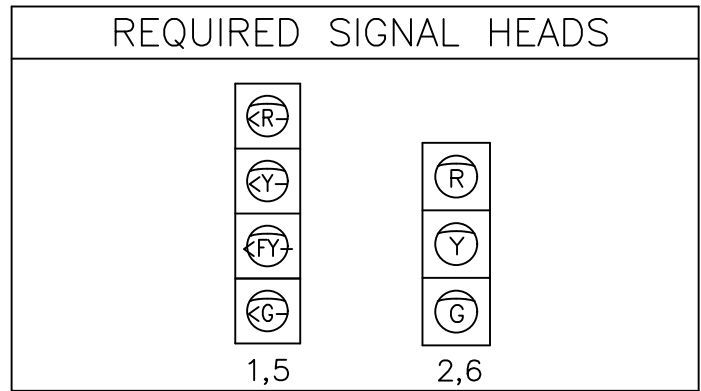 REQUIRED SIGNAL HEADS
<R-
<Y-
<FY-
<G-
1,5
R
Y
G
2,6